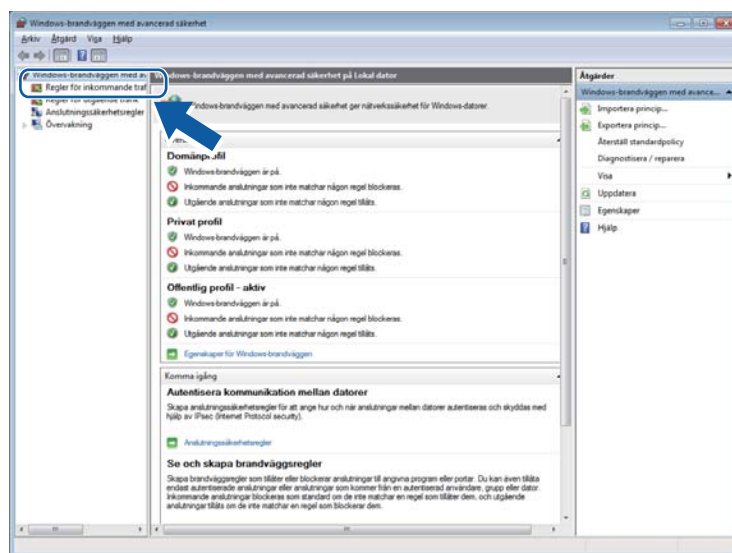 Windows-brandväggen med avancerad säkerhet
Arkiv Åtgärd Visa Hjälp
Windows-brandväggen med av
Regler för inkommande traf
Regler för utgående trafik
Anslutningssäkerhetsregler
Övervakning
Windows-brandväggen med avancerad säkerhet på Lokal dator
Windows-brandväggen med avancerad säkerhet ger nätverkssäkerhet för Windows-datorer.
Domänprofil
Windows-brandväggen är på.
Inkommande anslutningar som inte matchar någon regel blockeras.
Utgående anslutningar som inte matchar någon regel tillåts.
Privat profil
Windows-brandväggen är på.
Inkommande anslutningar som inte matchar någon regel blockeras.
Utgående anslutningar som inte matchar någon regel tillåts.
Offentlig profil - aktiv
Windows-brandväggen är på.
Inkommande anslutningar som inte matchar någon regel blockeras.
Utgående anslutningar som inte matchar någon regel tillåts.
Egenskaper för Windows-brandväggen
Komma igång
Autentisera kommunikation mellan datorer
Skapa anslutningssäkerhetsregler för att ange hur och när anslutningar mellan datorer autentiseras och skyddas med
hjälp av IPsec (Internet Protocol security).
Anslutningssäkerhetsregler
Se och skapa brandväggsregler
Skapa brandväggsregler som tillåter eller blockerar anslutningar till angivna program eller portar. Du kan även tillåta
endast autentiserade anslutningar eller anslutningar som kommer från en autentiserad användare, grupp eller dator.
Inkommande anslutningar blockeras som standard om de inte matchar en regel som tillåter dem, och utgående
anslutningar tillåts om de inte matchar en regel som blockerar dem.
Åtgärder
Windows-brandväggen med avance...
Importera princip...
Exportera princip...
Återställ standardpolicy
Diagnostisera / reparera
Visa
Uppdatera
Egenskaper
Hjälp